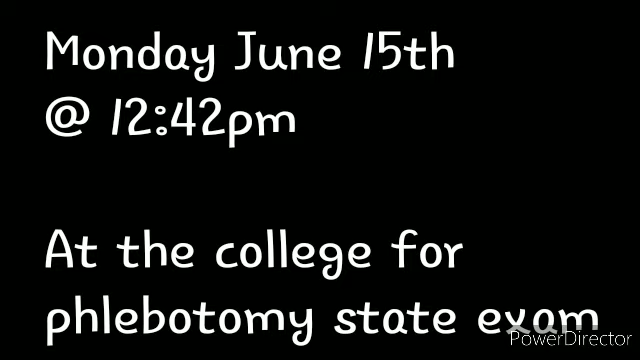 Monday June 15th
@ 12:42pm
At the college for
phlebotomy state exam
PowerDirector